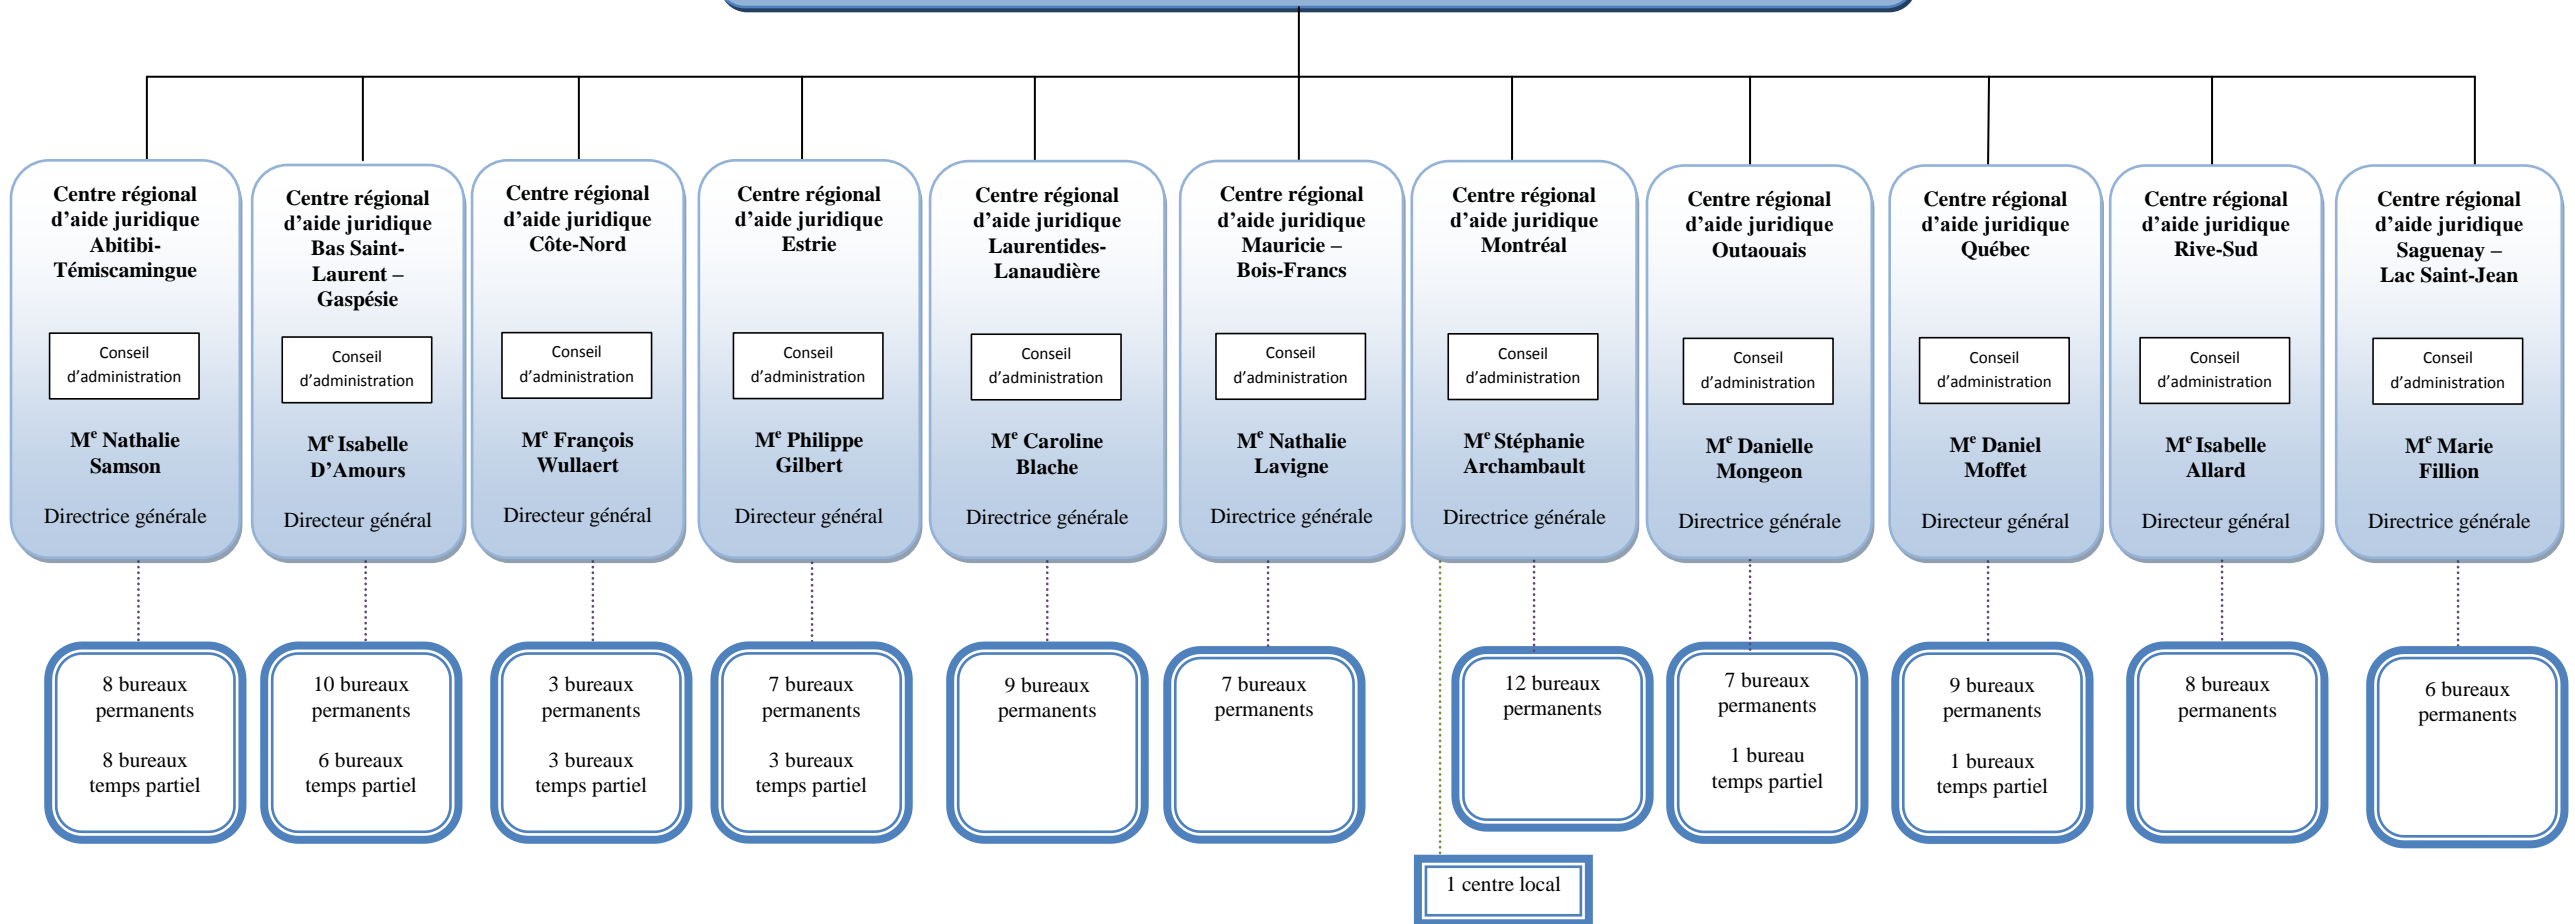 Centre régional
d’aide juridique
Abitibi-
Témiscamingue
Conseil
d’administration
Me Nathalie
Samson
Directrice générale
8 bureaux
permanents
8 bureaux
temps partiel
Centre régional
d’aide juridique
Bas Saint-
Laurent –
Gaspésie
Conseil
d’administration
Me Isabelle
D’Amours
Directeur général
10 bureaux
permanents
6 bureaux
temps partiel
Centre régional
d’aide juridique
Côte-Nord
Conseil
d’administration
Me François
Wullaert
Directeur général
3 bureaux
permanents
3 bureaux
temps partiel
Centre régional
d’aide juridique
Estrie
Conseil
d’administration
Me Philippe
Gilbert
Directeur général
7 bureaux
permanents
3 bureaux
temps partiel
Centre régional
d’aide juridique
Laurentides-
Lanaudière
Conseil
d’administration
Me Caroline
Blache
Directrice générale
9 bureaux
permanents
Centre régional
d’aide juridique
Mauricie –
Bois-Francs
Conseil
d’administration
Me Nathalie
Lavigne
Directrice générale
7 bureaux
permanents
Centre régional
d’aide juridique
Montréal
Conseil
d’administration
Me Stéphanie
Archambault
Directrice générale
12 bureaux
permanents
1 centre local
Centre régional
d’aide juridique
Outaouais
Conseil
d’administration
Me Danielle
Mongeon
Directrice générale
7 bureaux
permanents
1 bureau
temps partiel
Centre régional
d’aide juridique
Québec
Conseil
d’administration
Me Daniel
Moffet
Directeur général
9 bureaux
permanents
1 bureaux
temps partiel
Centre régional
d’aide juridique
Rive-Sud
Conseil
d’administration
Me Isabelle
Allard
Directeur général
8 bureaux
permanents
Centre régional
d’aide juridique
Saguenay –
Lac Saint-Jean
Conseil
d’administration
Me Marie
Fillion
Directrice générale
6 bureaux
permanents